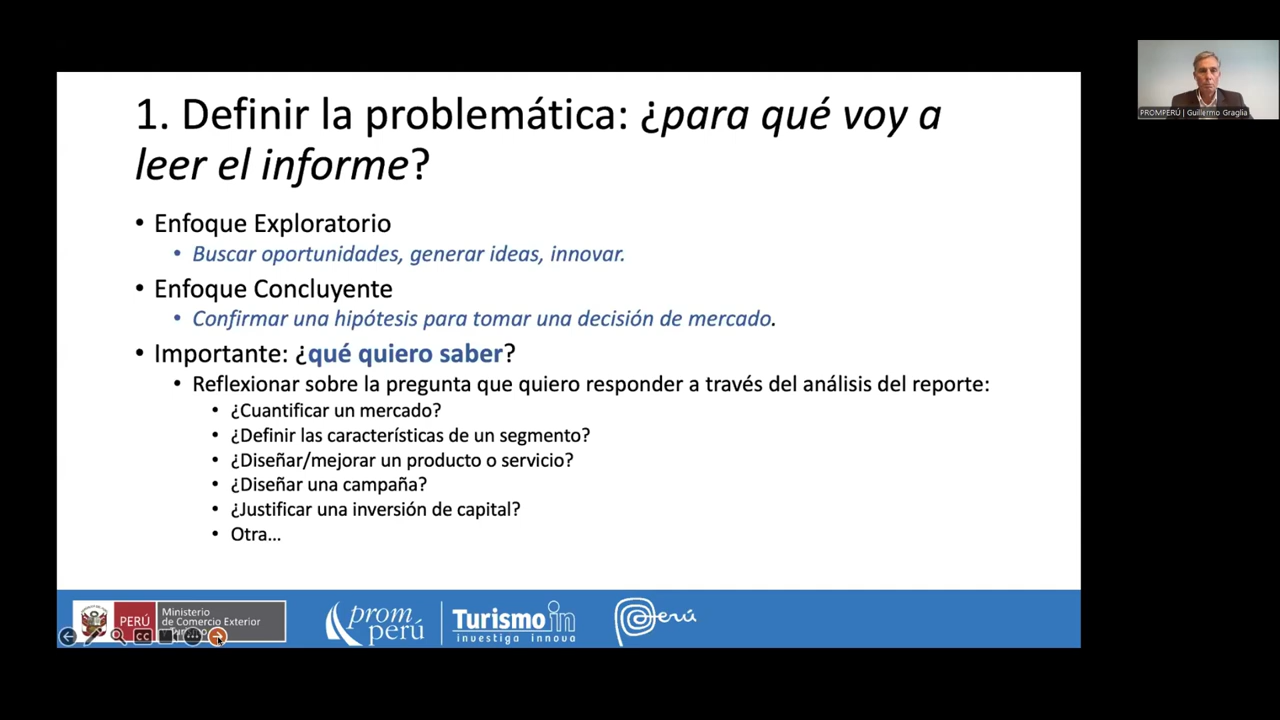 1. Definir la problemática: ¿para qué voy a
leer el informe?
• Enfoque Exploratorio
• Buscar oportunidades, generar ideas, innovar.
• Enfoque Concluyente
• Confirmar una hipótesis para tomar una decisión de mercado.
• Importante: ¿qué quiero saber?
• Reflexionar sobre la pregunta que quiero responder a través del análisis del reporte:
• ¿Cuantificar un mercado?
• ¿Definir las características de un segmento?
• ¿Diseñar/mejorar un producto o servicio?
• ¿Diseñar una campaña?
• ¿Justificar una inversión de capital?
• Otra...
PROMPERÚ | Guillermo Graglia
PERÚ
Ministerio
de Comercio Exterior
CC
prom
perú
Turismo in
investiga innova
Perú